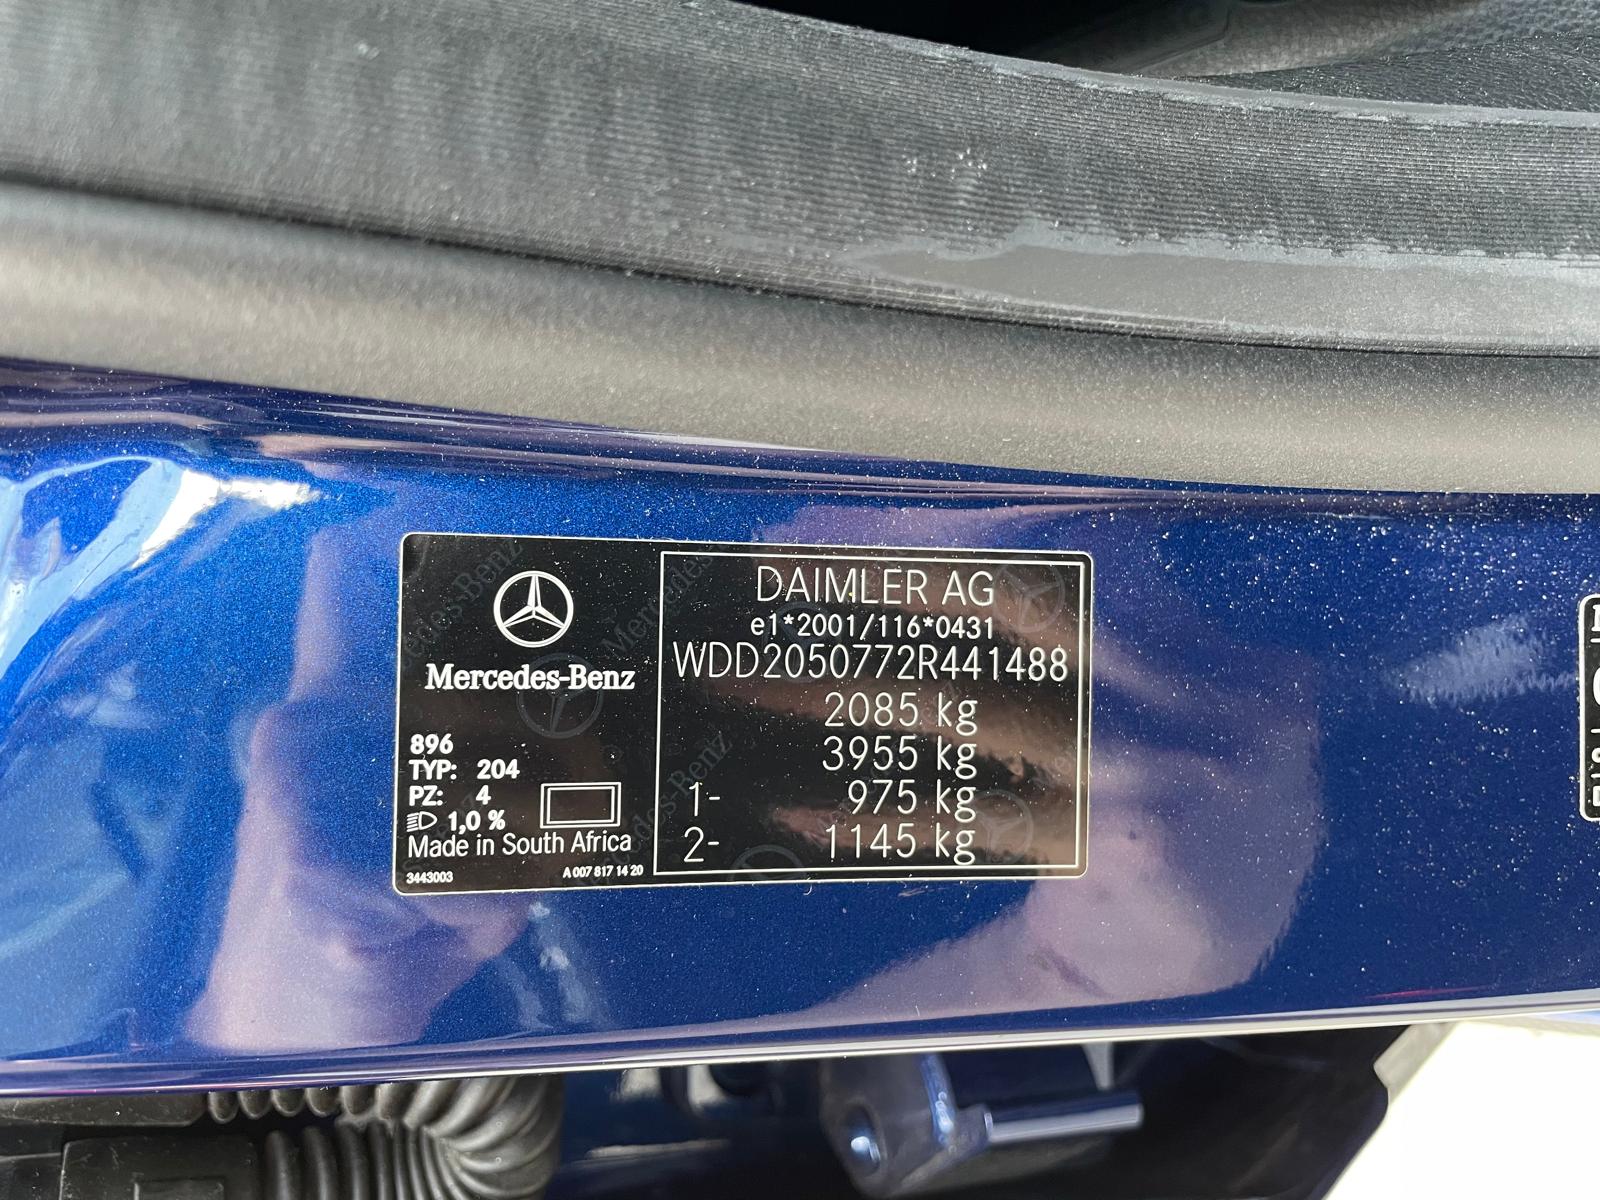 Mercedes-Benz
896
TYP: 204
PZ: 4
1,0 %
Made in South Africa
3443003
A 007 817 14 20
DAIMLER AG
e1*2001/116*0431
WDD2050772R441488
2085 kg
3955 kg
1- 975 kg
2- 1145 kg